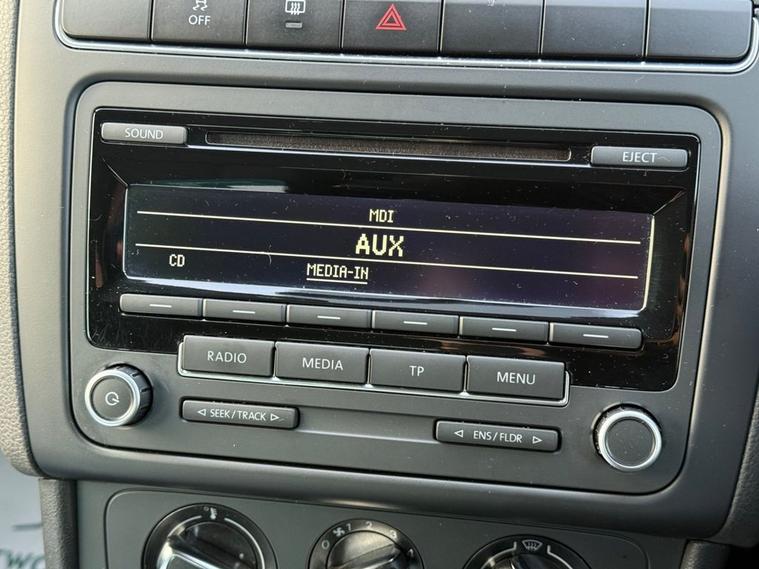 OFF
SOUND
EJECT
MDI
AUX
CD
MEDIA-IN
RADIO
MEDIA
TP
MENU
SEEK/TRACK
ENS/FLDR